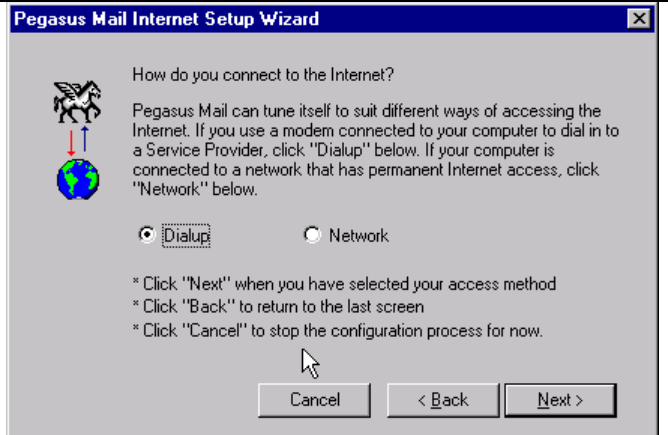 Pegasus Mail Internet Setup Wizard
How do you connect to the Internet?
Pegasus Mail can tune itself to suit different ways of accessing the
Internet. If you use a modem connected to your computer to dial in to
a Service Provider, click "Dialup" below. If your computer is
connected to a network that has permanent Internet access, click
"Network" below.
Dialup Network
* Click "Next" when you have selected your access method
* Click "Back" to return to the last screen
* Click "Cancel" to stop the configuration process for now.
Cancel < Back Next >